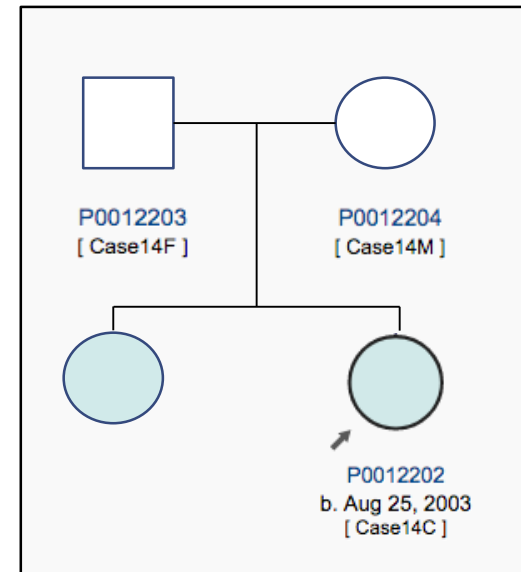 P0012203
[ Case14F ]
P0012204
[ Case14M ]
P0012202
b. Aug 25, 2003
[ Case14C ]